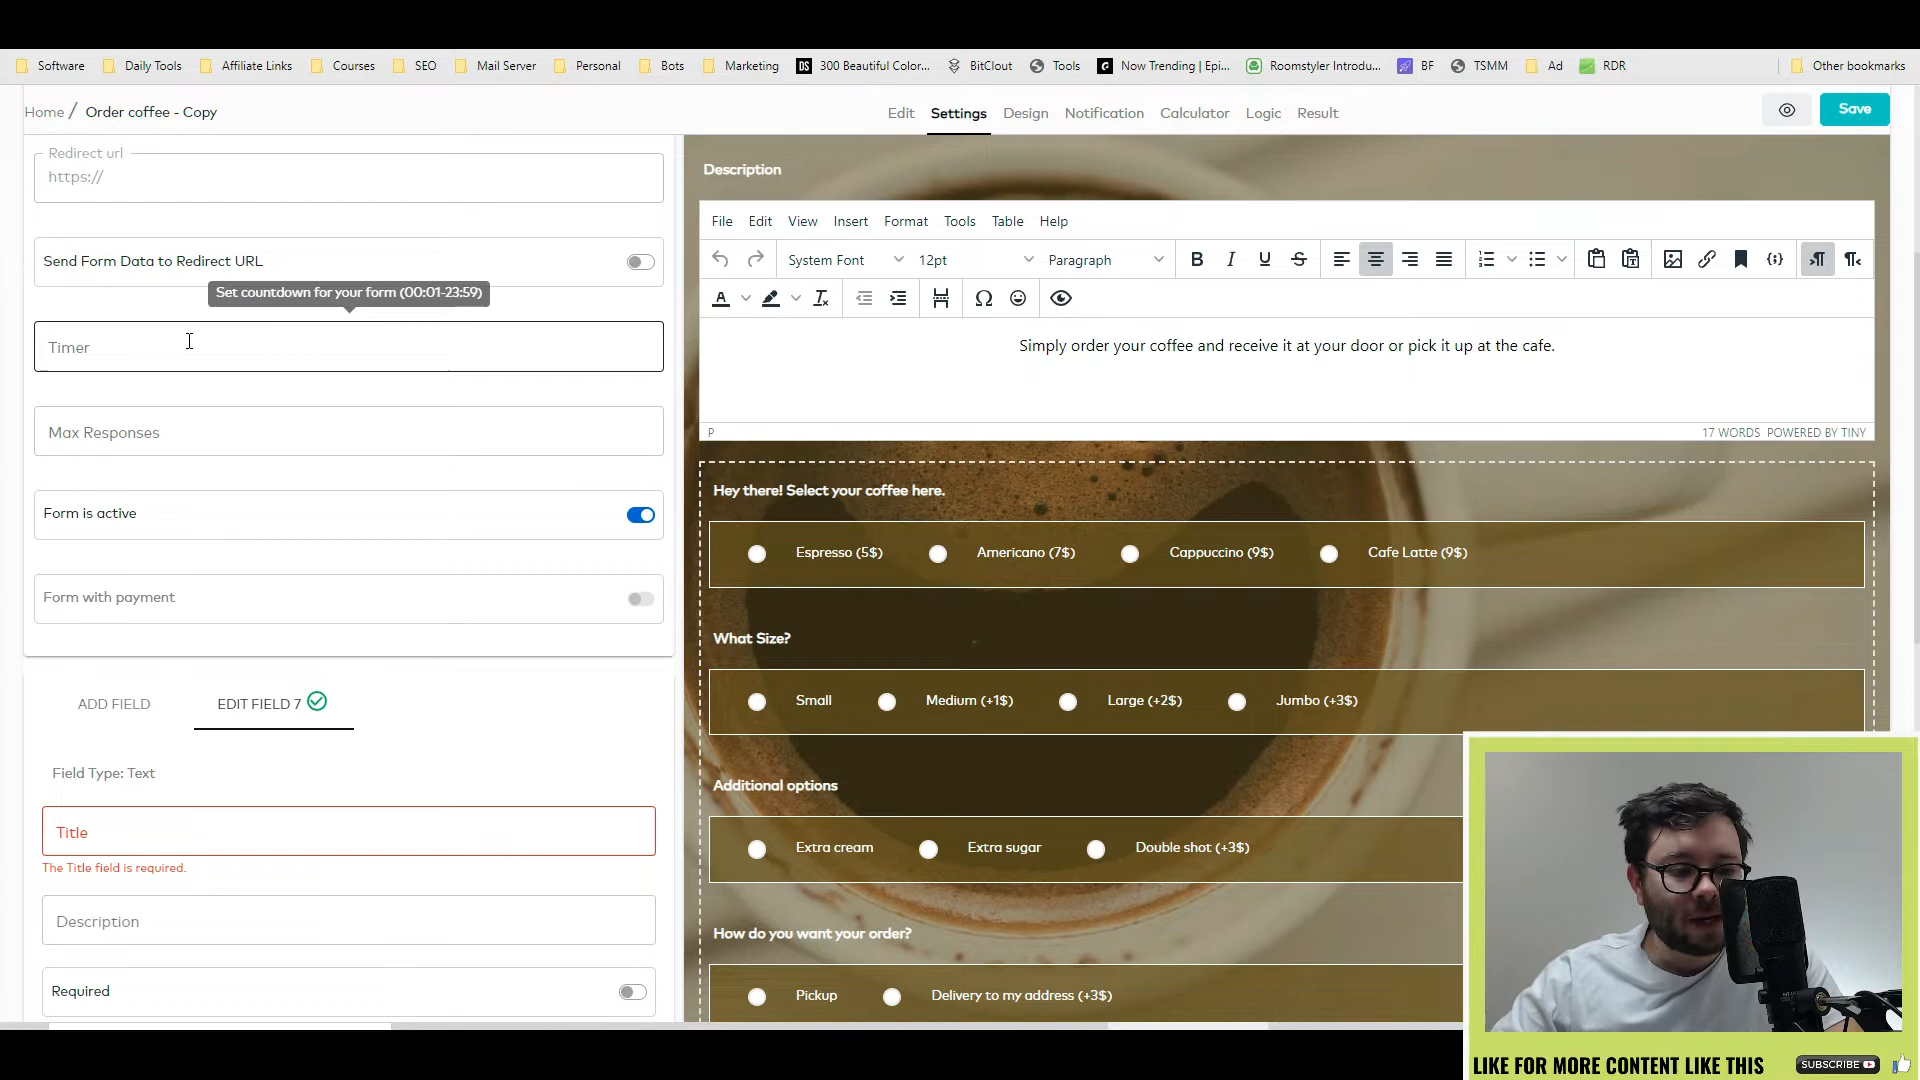 Software Daily Tools Affiliate Links Courses SEO Mail Server Personal Bots Marketing DS 300 Beautiful Color... BitClout Tools Now Trending | Epi... Roomstyler Introdu... BF TSMM Ad RDR Other bookmarks
Home / Order coffee - Copy
Edit Settings Design Notification Calculator Logic Result
Save
Redirect url
https://
Send Form Data to Redirect URL
Set countdown for your form (00:01-23:59)
Timer
Max Responses
Form is active
Form with payment
ADD FIELD EDIT FIELD 7
Field Type: Text
Title
The Title field is required.
Description
Required
Description
File Edit View Insert Format Tools Table Help
System Font 12pt Paragraph B I U S
A
Simply order your coffee and receive it at your door or pick it up at the cafe.
P 17 WORDS POWERED BY TINY
Hey there! Select your coffee here.
Espresso (5$) Americano (7$) Cappuccino (9$) Cafe Latte (9$)
What Size?
Small Medium (+1$) Large (+2$) Jumbo (+3$)
Additional options
Extra cream Extra sugar Double shot (+3$)
How do you want your order?
Pickup Delivery to my address (+3$)
LIKE FOR MORE CONTENT LIKE THIS
SUBSCRIBE